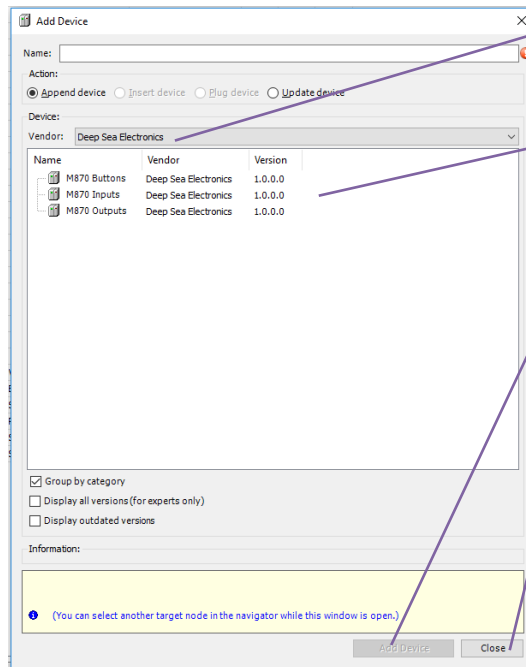 Add Device
Name:
Action:
Append device Insert device Plug device Update device
Device:
Vendor: Deep Sea Electronics
Name Vendor Version
M870 Buttons Deep Sea Electronics 1.0.0.0
M870 Inputs Deep Sea Electronics 1.0.0.0
M870 Outputs Deep Sea Electronics 1.0.0.0
Group by category
Display all versions(for experts only)
Display outdated versions
Information:
(You can select another target node in the navigator while this window is open.)
Add Device Close